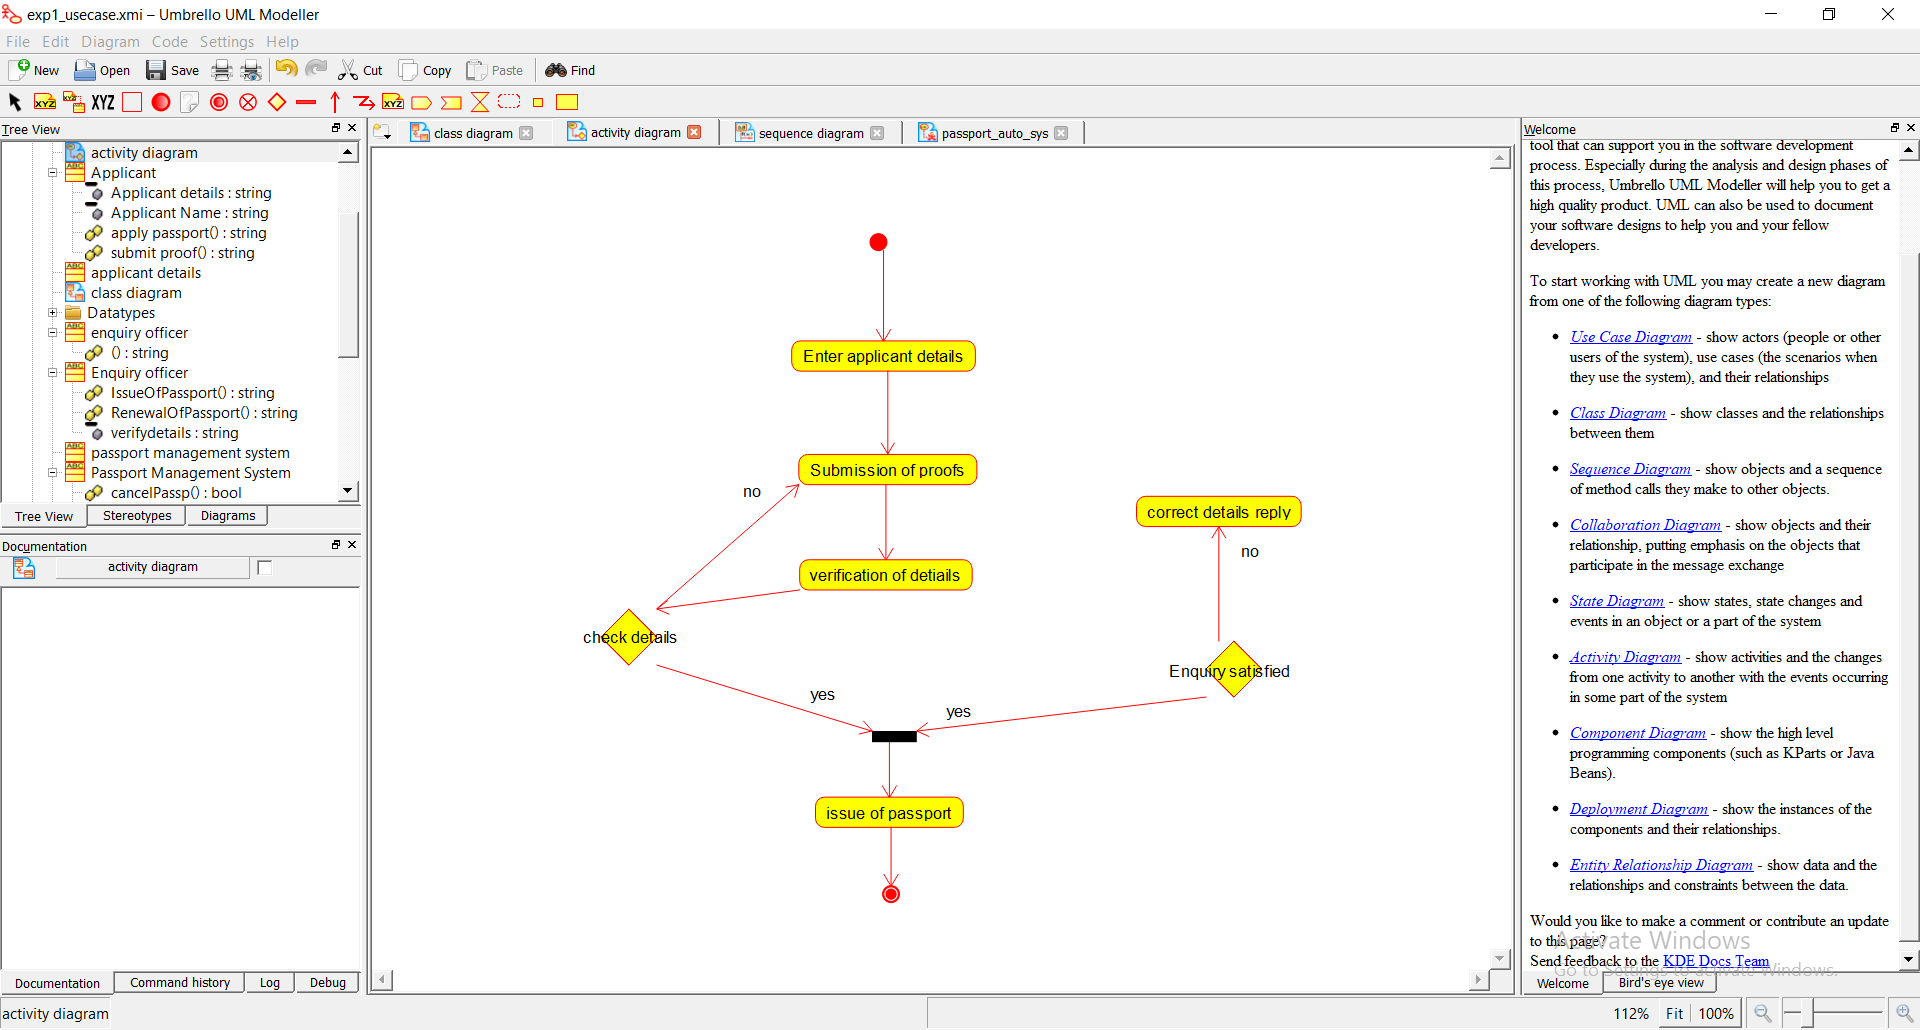 exp1_usecase.xmi – Umbrello UML Modeller
File Edit Diagram Code Settings Help
New Open Save Cut Copy Paste Find
XYZ XYZ XYZ XYZ
Tree View
activity diagram
Applicant
Applicant details : string
Applicant Name : string
apply passport() : string
submit proof() : string
applicant details
class diagram
Datatypes
enquiry officer
() : string
Enquiry officer
IssueOfPassport() : string
RenewalOfPassport() : string
verifydetails : string
passport management system
Passport Management System
cancelPassp() : bool
Tree View Stereotypes Diagrams
Documentation
activity diagram
Documentation Command history Log Debug
activity diagram
class diagram activity diagram sequence diagram passport_auto_sys
Enter applicant details
Submission of proofs
no
correct details reply
no
verification of detiails
check details
Enquiry satisfied
yes
yes
issue of passport
Welcome
tool that can support you in the software development
process. Especially during the analysis and design phases of
this process, Umbrello UML Modeller will help you to get a
high quality product. UML can also be used to document
your software designs to help you and your fellow
developers.
To start working with UML you may create a new diagram
from one of the following diagram types:
Use Case Diagram - show actors (people or other
users of the system), use cases (the scenarios when
they use the system), and their relationships
Class Diagram - show classes and the relationships
between them
Sequence Diagram - show objects and a sequence
of method calls they make to other objects.
Collaboration Diagram - show objects and their
relationship, putting emphasis on the objects that
participate in the message exchange
State Diagram - show states, state changes and
events in an object or a part of the system
Activity Diagram - show activities and the changes
from one activity to another with the events occurring
in some part of the system
Component Diagram - show the high level
programming components (such as KParts or Java
Beans).
Deployment Diagram - show the instances of the
components and their relationships.
Entity Relationship Diagram - show data and the
relationships and constraints between the data.
Would you like to make a comment or contribute an update
to this page?
Send feedback to the KDE Docs Team
Activate Windows
Go to Settings to activate Windows.
Welcome Bird's eye view
112% Fit 100%